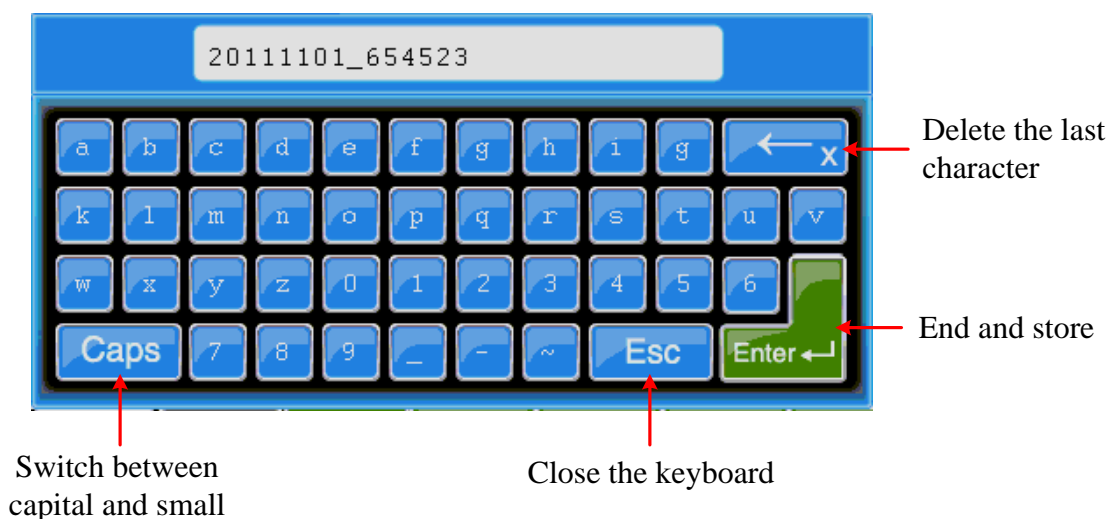 20111101_654523
a b c d e f g h i g ← x
Delete the last
character
k l m n o p q r s t u v
w x y z 0 1 2 3 4 5 6
End and store
Caps 7 8 9 _ - ~ Esc Enter ↵
Switch between
capital and small
Close the keyboard